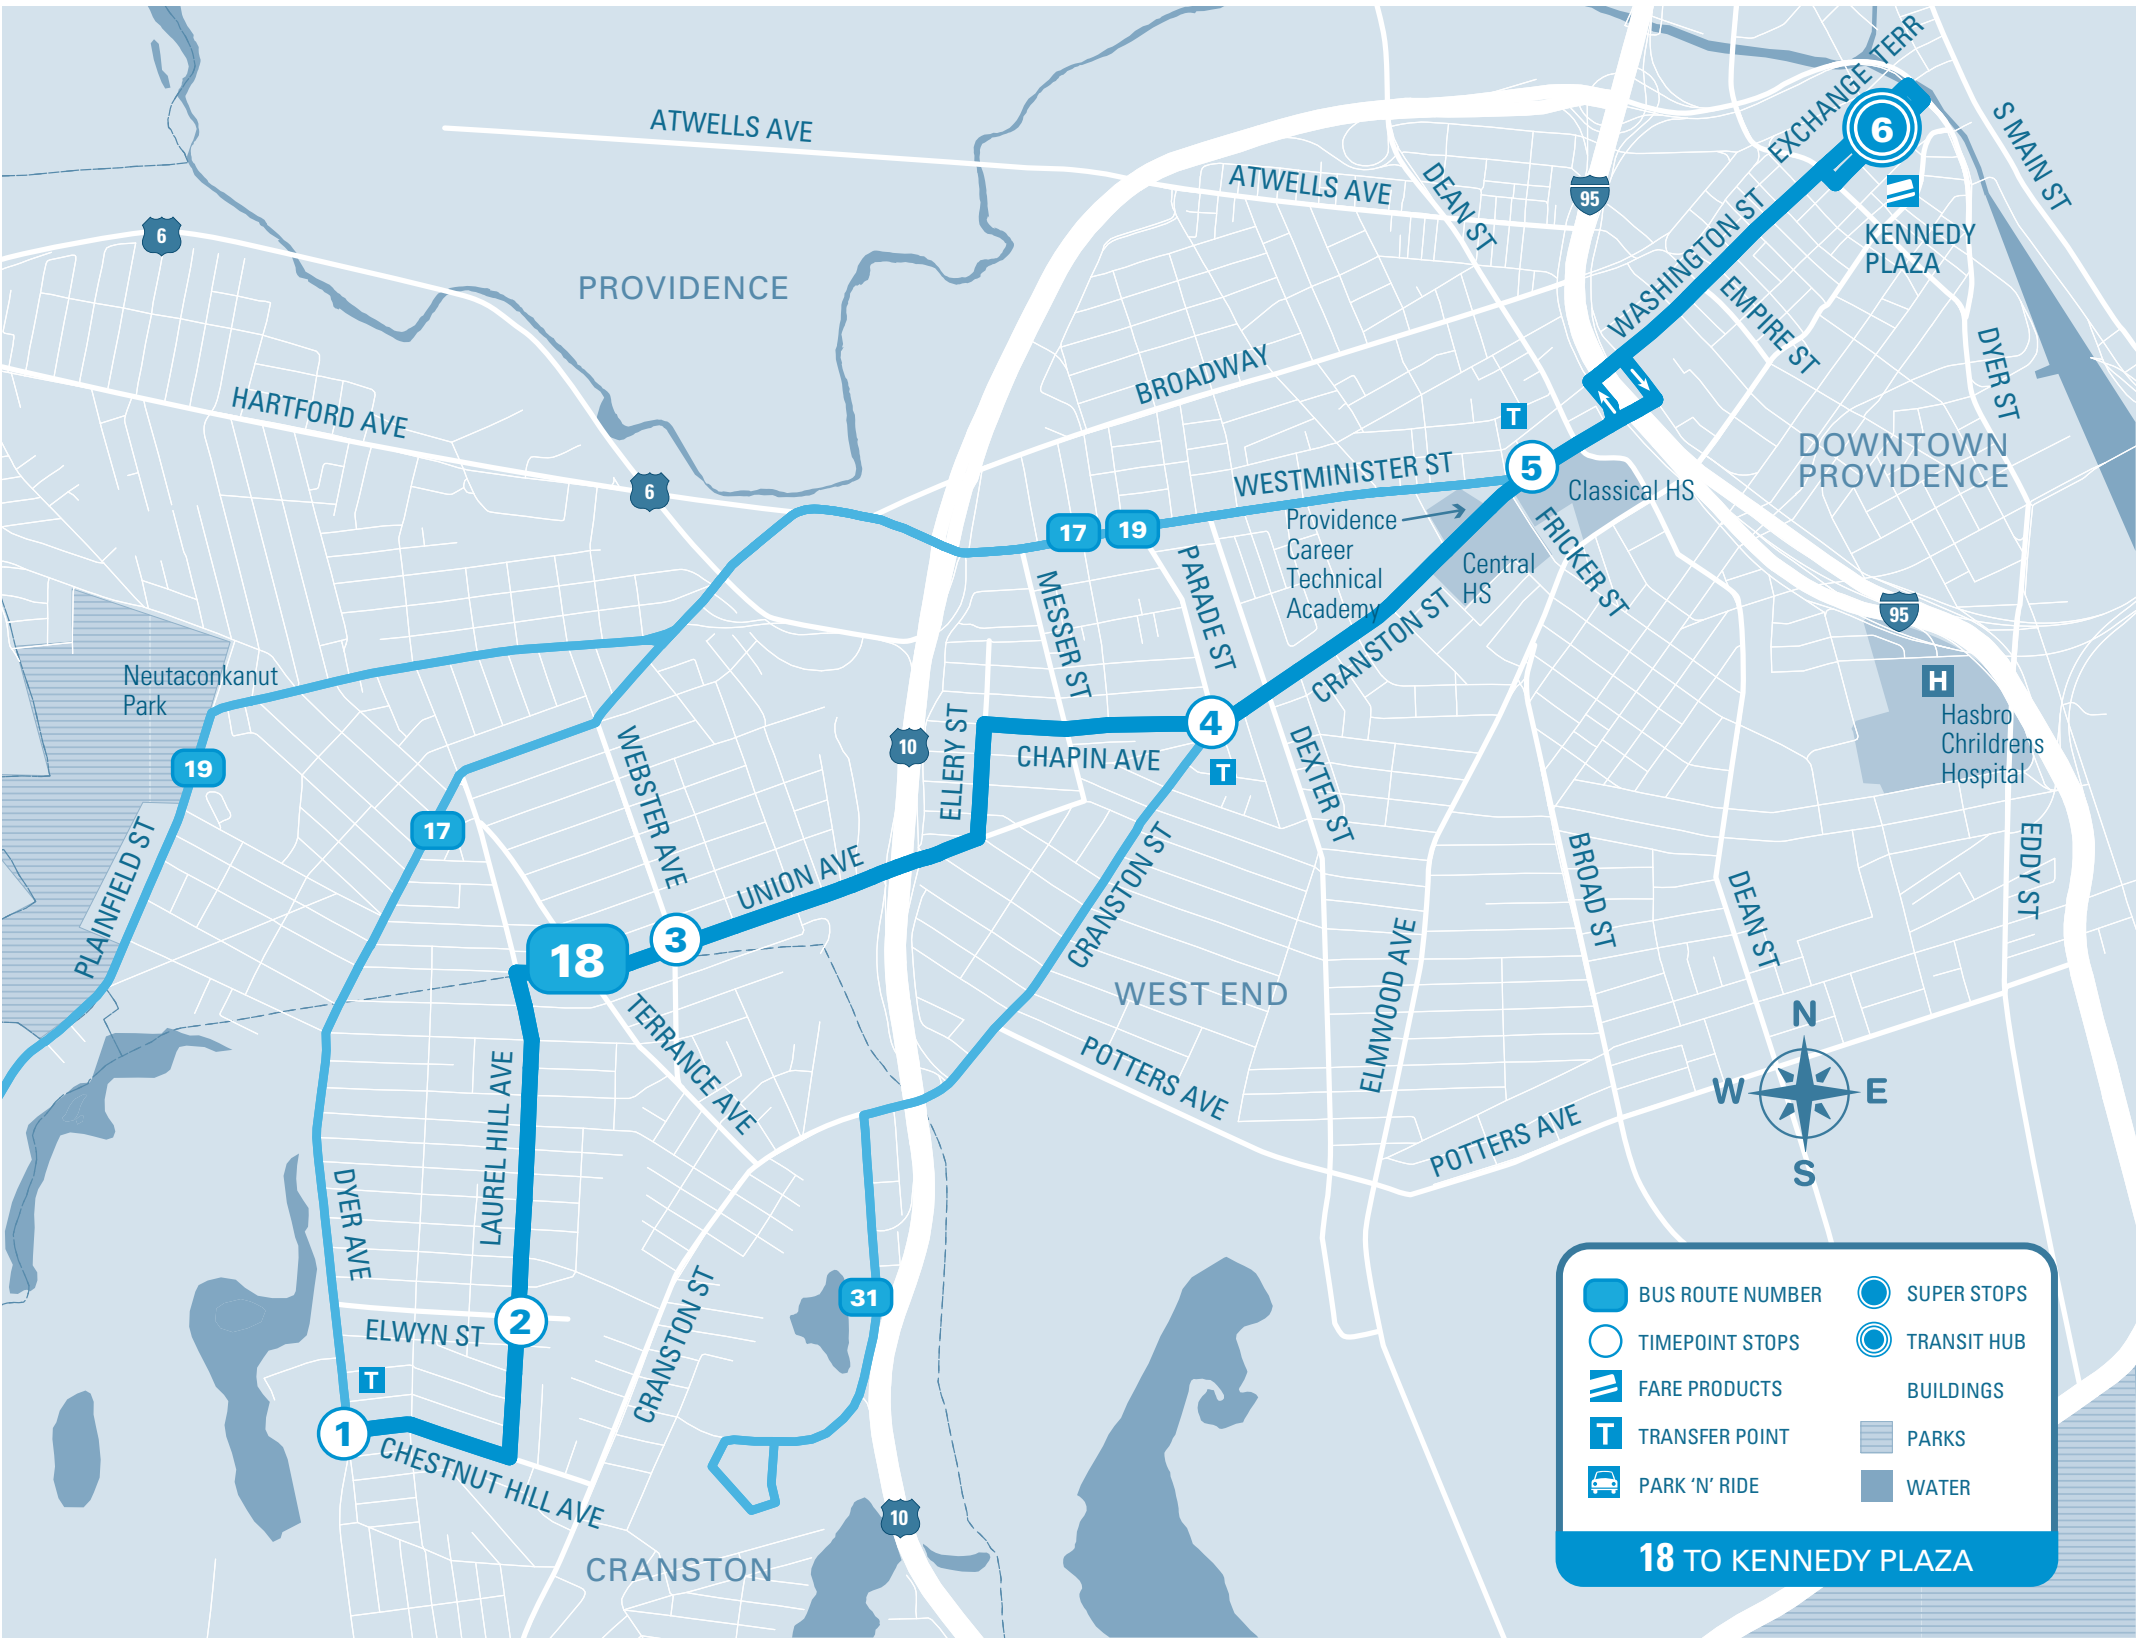 EXCHANGE TERR
S MAIN ST
6
ATWELLS AVE
ATWELLS AVE
DEAN ST
95
WASHINGTON ST
KENNEDY
PLAZA
6
PROVIDENCE
EMPIRE ST
DYER ST
BROADWAY
HARTFORD AVE
T
DOWNTOWN
PROVIDENCE
5
WESTMINISTER ST
6
Classical HS
17
19
Providence
Career
Technical
Academy
Central
HS
FRICKER ST
PARADE ST
MESSER ST
CRANSTON ST
95
H
Hasbro
Chrildrens
Hospital
Neutaconkanut
Park
19
4
T
10
ELLERY ST
CHAPIN AVE
WEBSTER AVE
DEXTER ST
17
PLAINFIELD ST
UNION AVE
CRANSTON ST
BROAD ST
DEAN ST
EDDY ST
18
3
ELMWOOD AVE
WEST END
TERRANCE AVE
POTTERS AVE
POTTERS AVE
N
W
E
S
LAUREL HILL AVE
DYER AVE
31
2
ELWYN ST
CRANSTON ST
T
1
CHESTNUT HILL AVE
10
CRANSTON
BUS ROUTE NUMBER
TIMEPOINT STOPS
FARE PRODUCTS
T
TRANSFER POINT
PARK ‘N’ RIDE
SUPER STOPS
TRANSIT HUB
BUILDINGS
PARKS
WATER
18 TO KENNEDY PLAZA